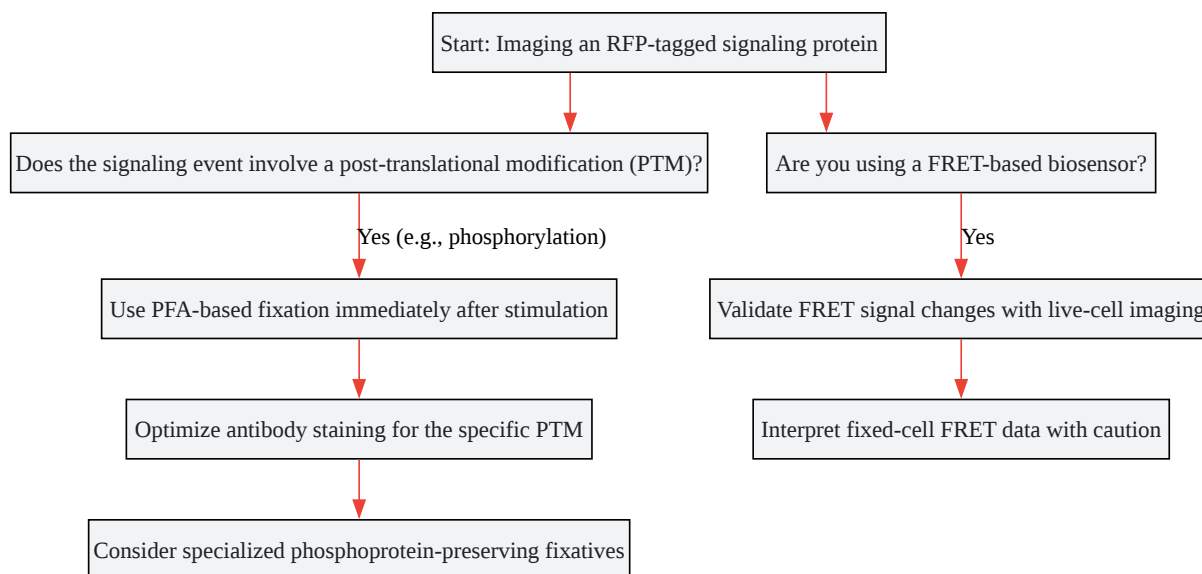 Start: Imaging an RFP-tagged signaling protein
Does the signaling event involve a post-translational modification (PTM)?
Are you using a FRET-based biosensor?
Yes (e.g., phosphorylation)
Yes
Use PFA-based fixation immediately after stimulation
Validate FRET signal changes with live-cell imaging
Optimize antibody staining for the specific PTM
Interpret fixed-cell FRET data with caution
Consider specialized phosphoprotein-preserving fixatives